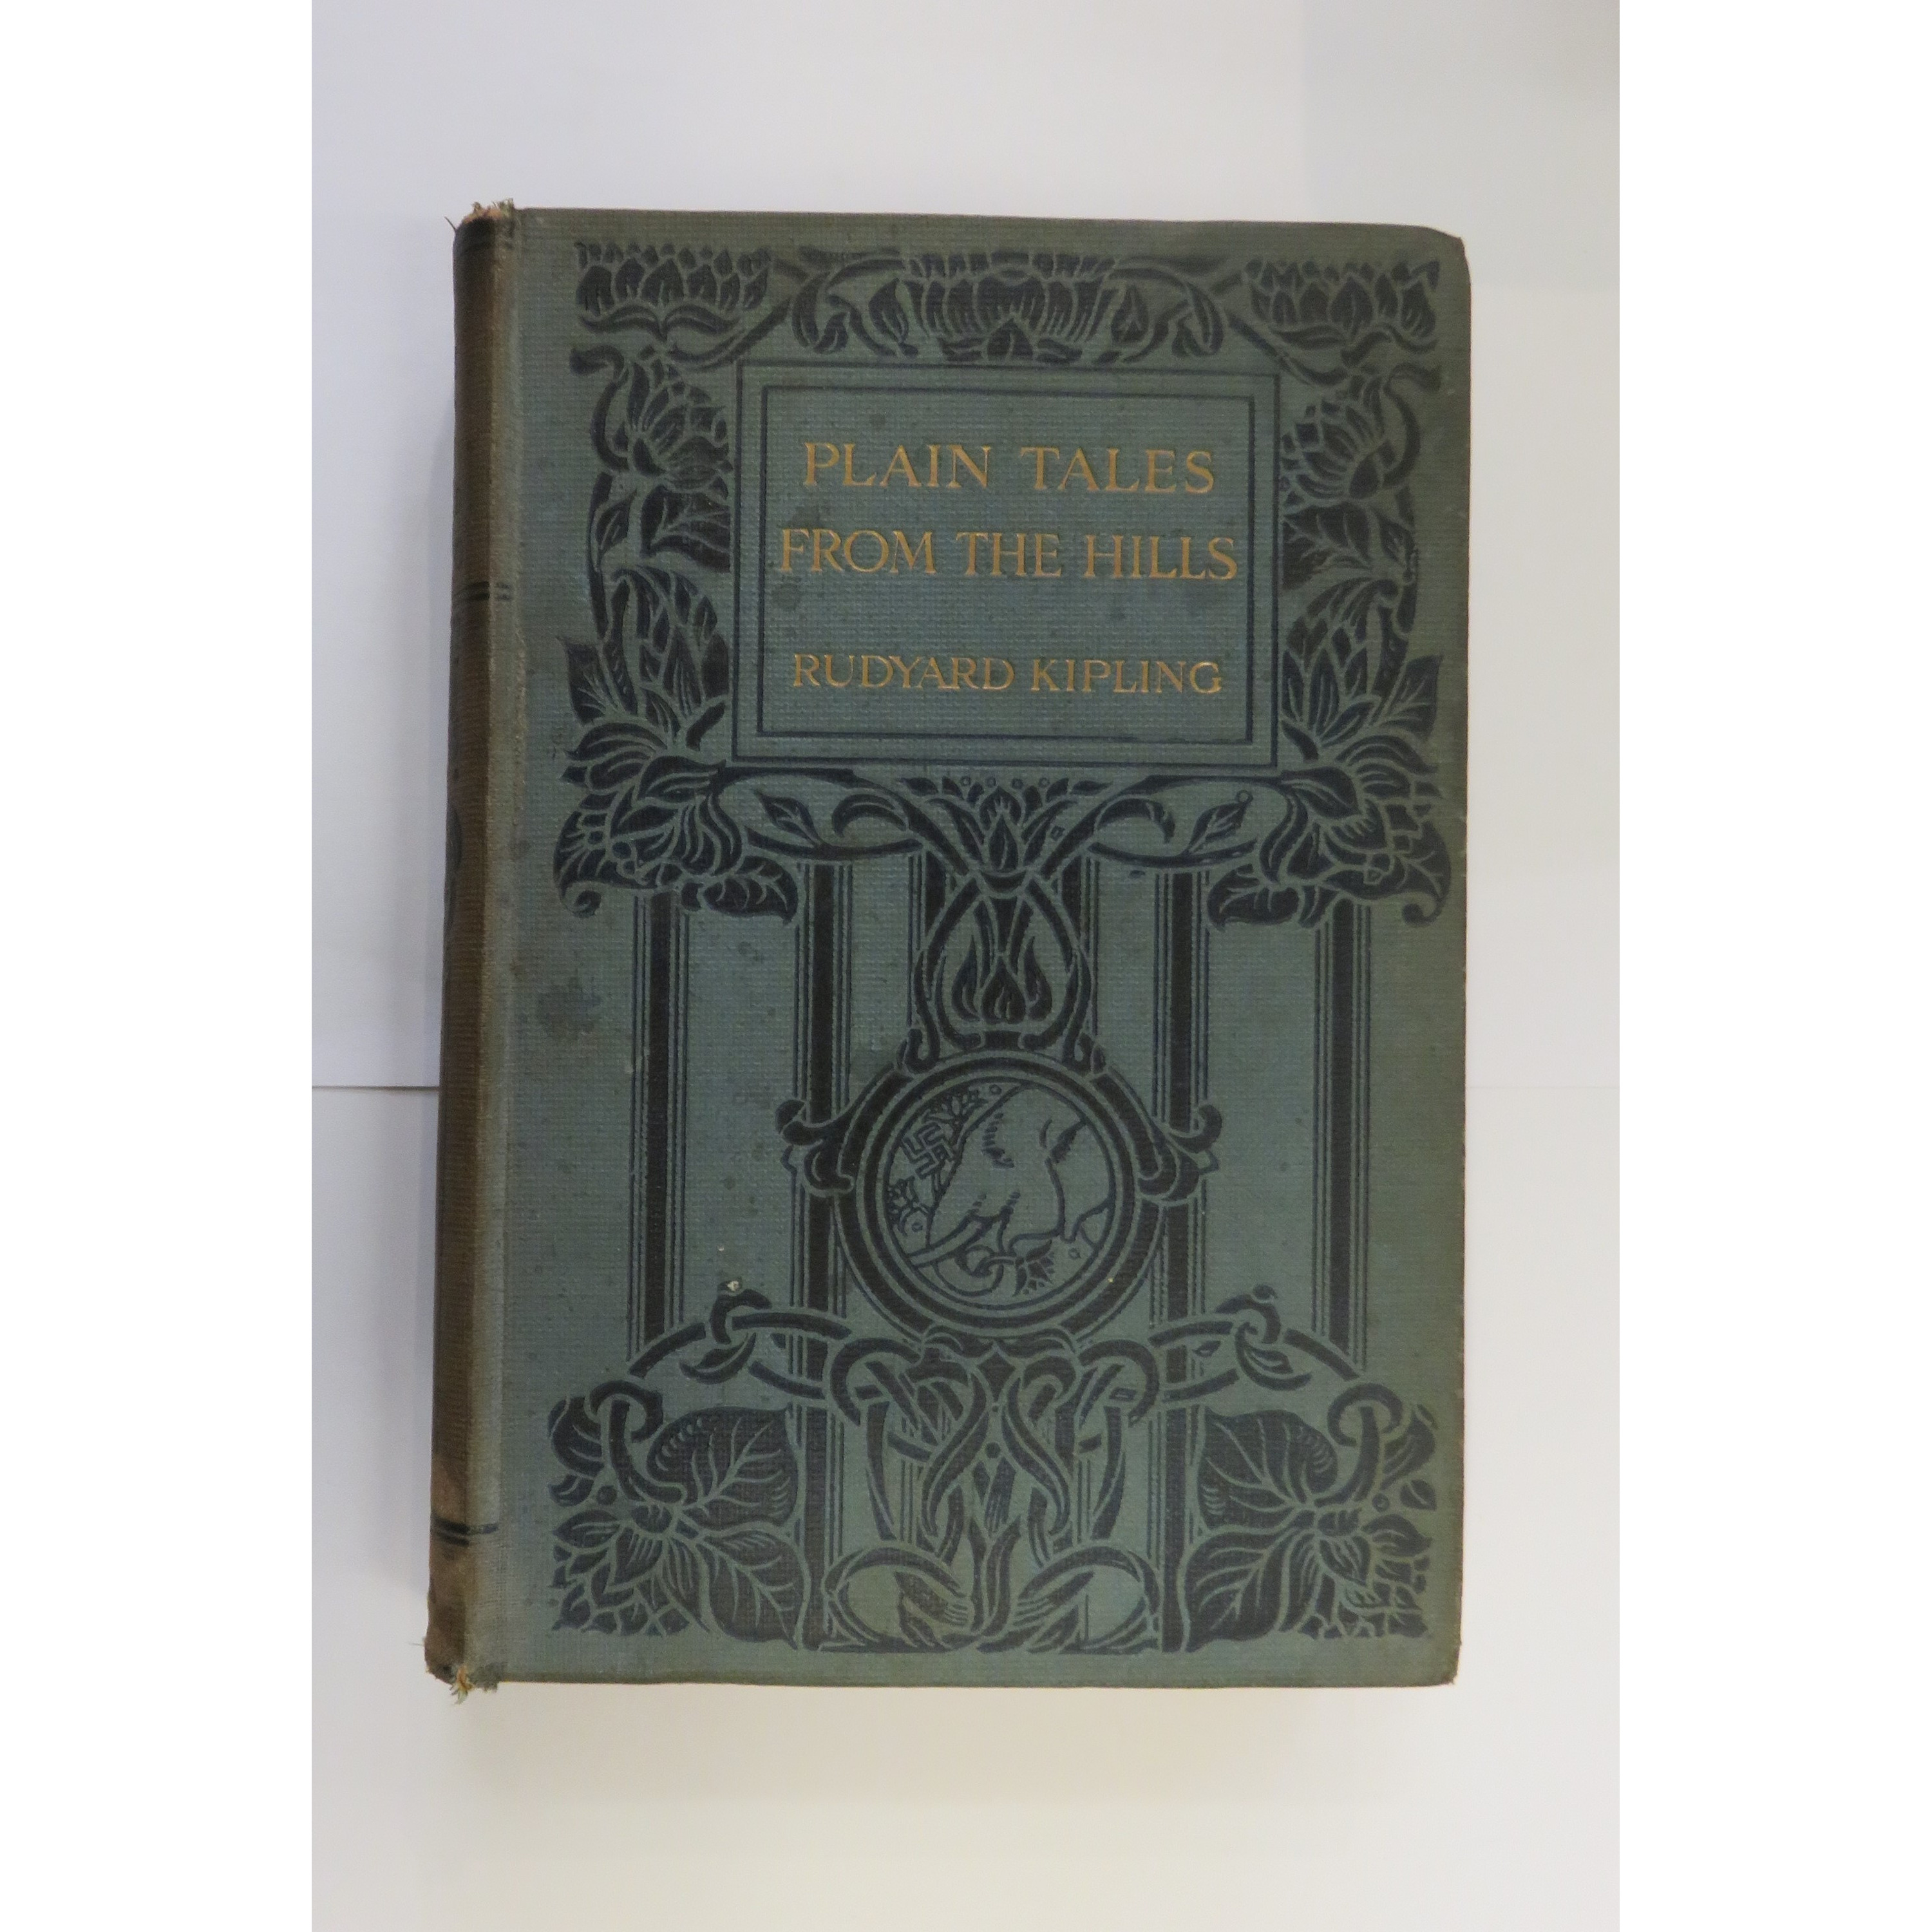 PLAIN TALES
FROM THE HILLS
RUDYARD KIPLING